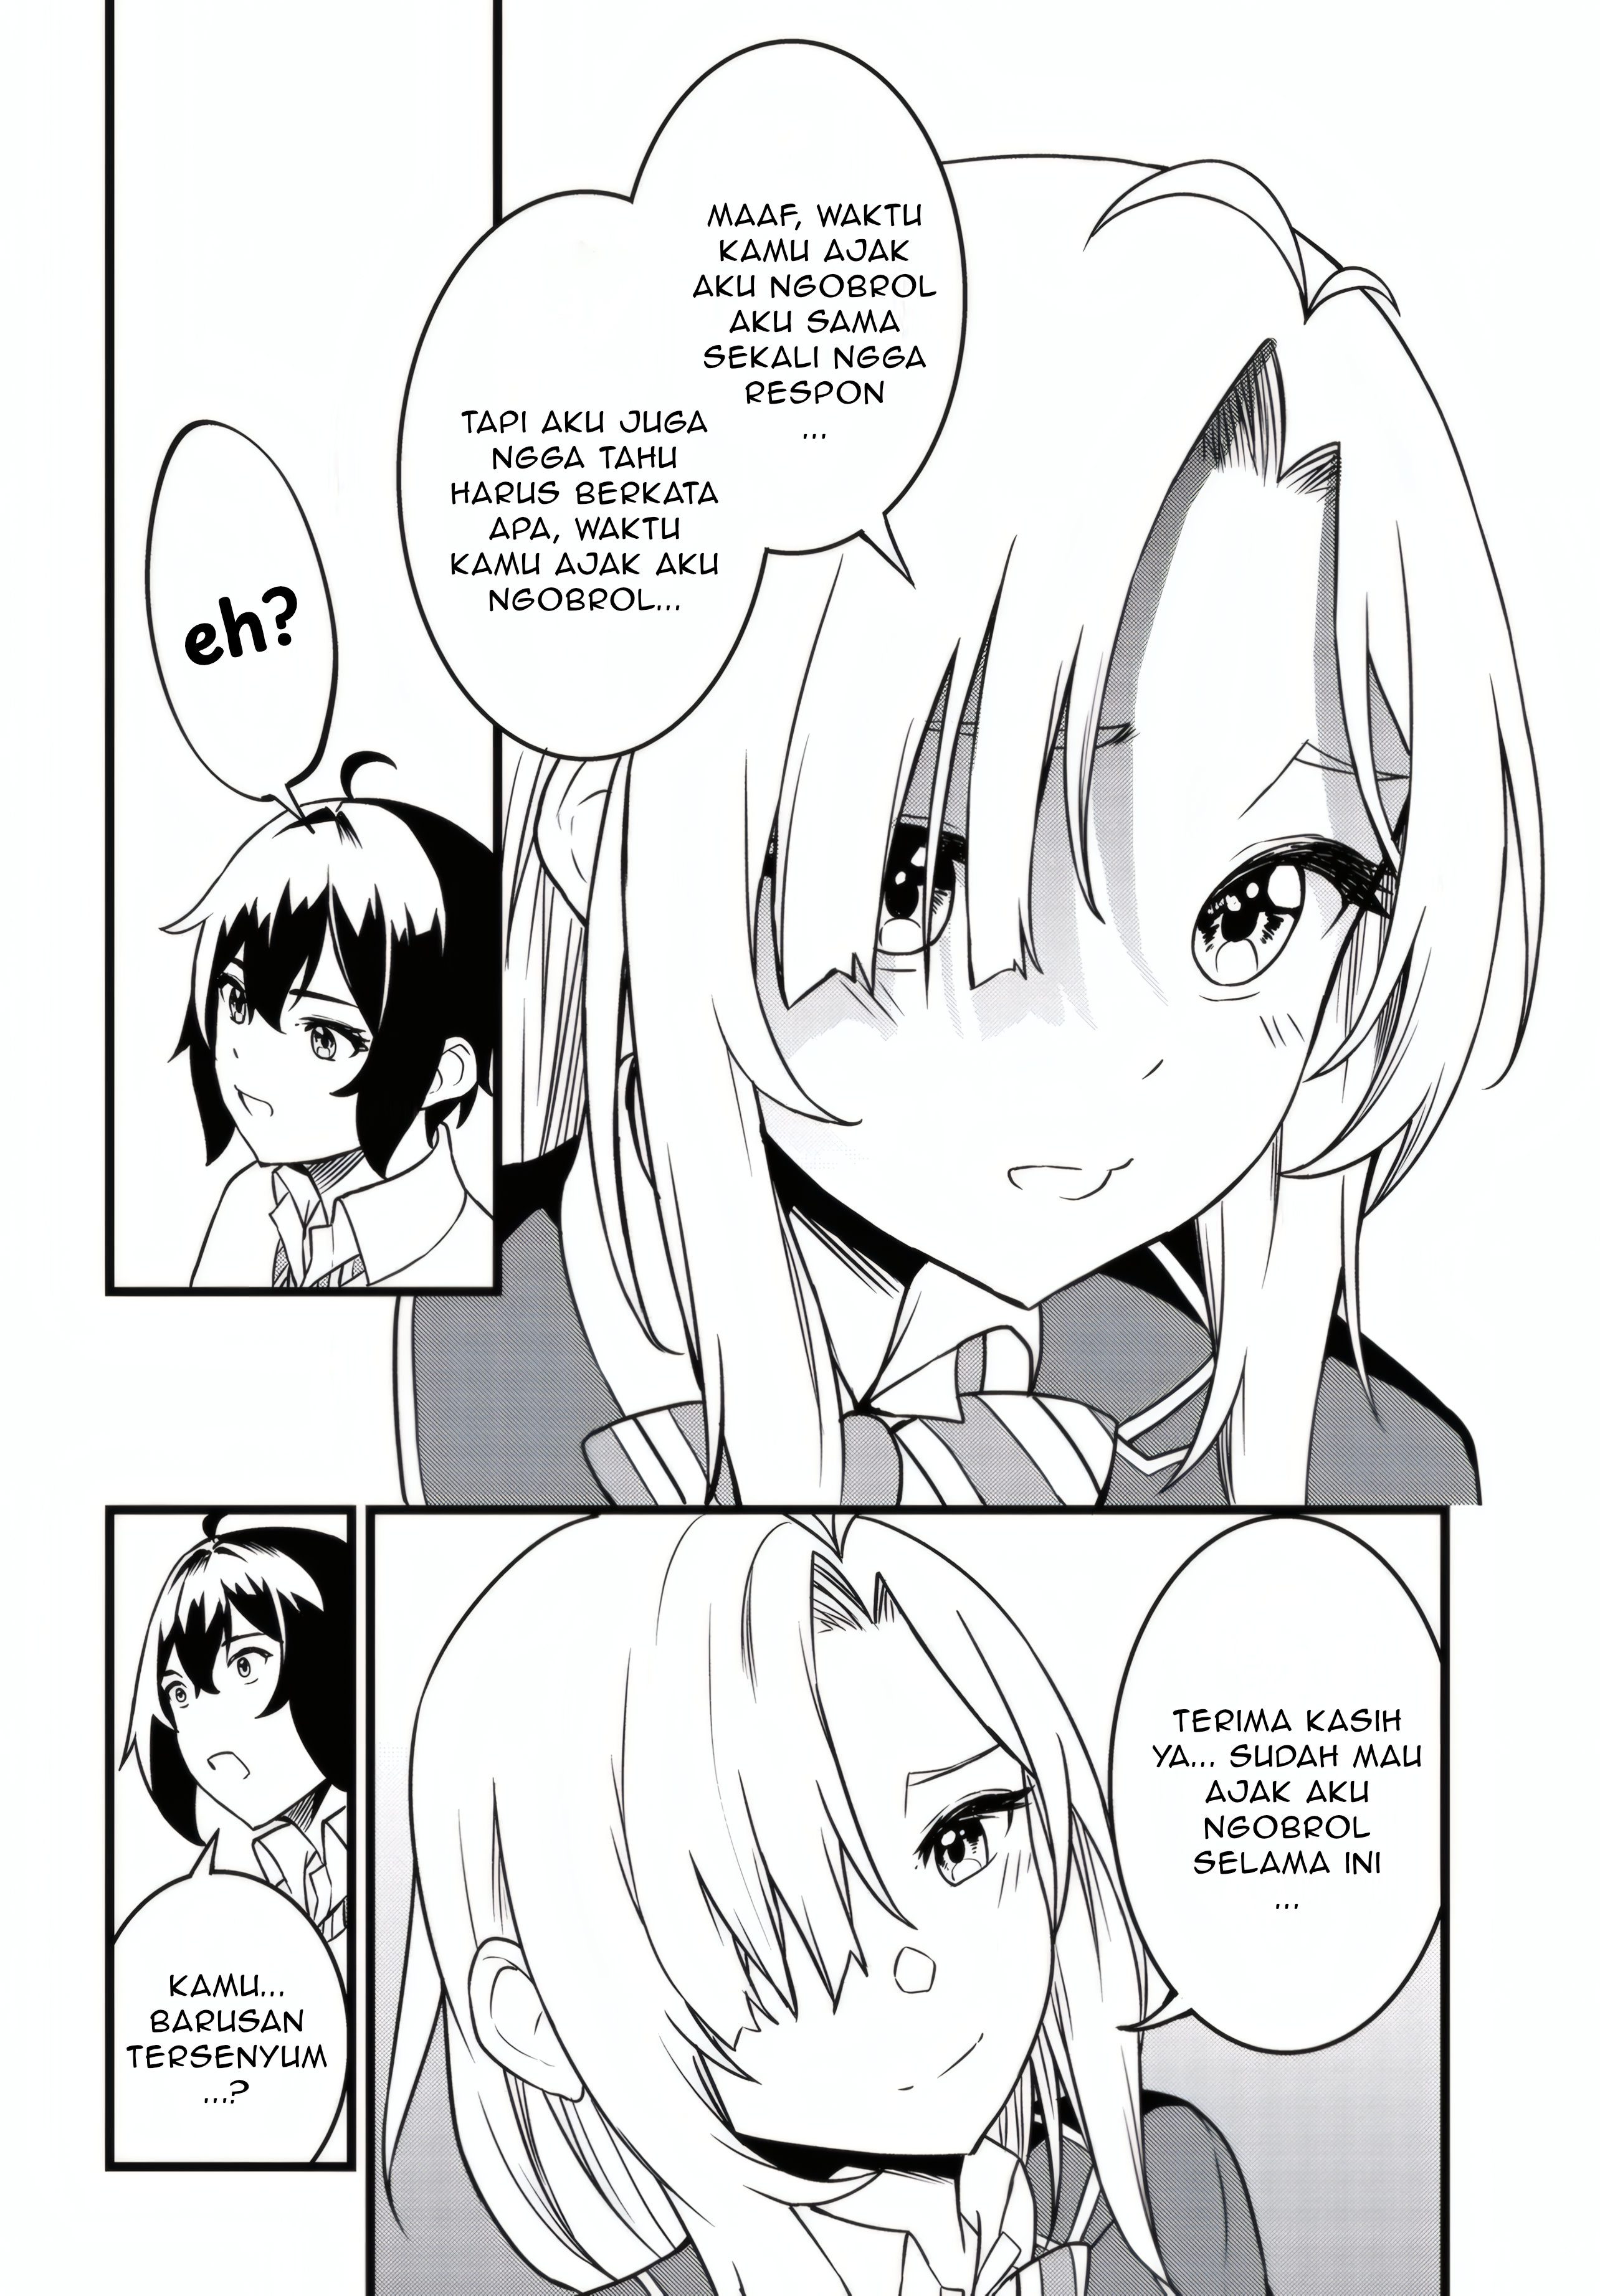 MAAF, WAKTU
KAMU AJAK
AKU NGOBROL
AKU SAMA
SEKALI NGGA
RESPON
...
TAPI AKU JUGA
NGGA TAHU
HARUS BERKATA
APA, WAKTU
KAMU AJAK AKU
NGOBROL...
eh?
TERIMA KASIH
YA... SUDAH MAU
AJAK AKU
NGOBROL
SELAMA INI
...
KAMU...
BARUSAN
TERSENYUM
...?